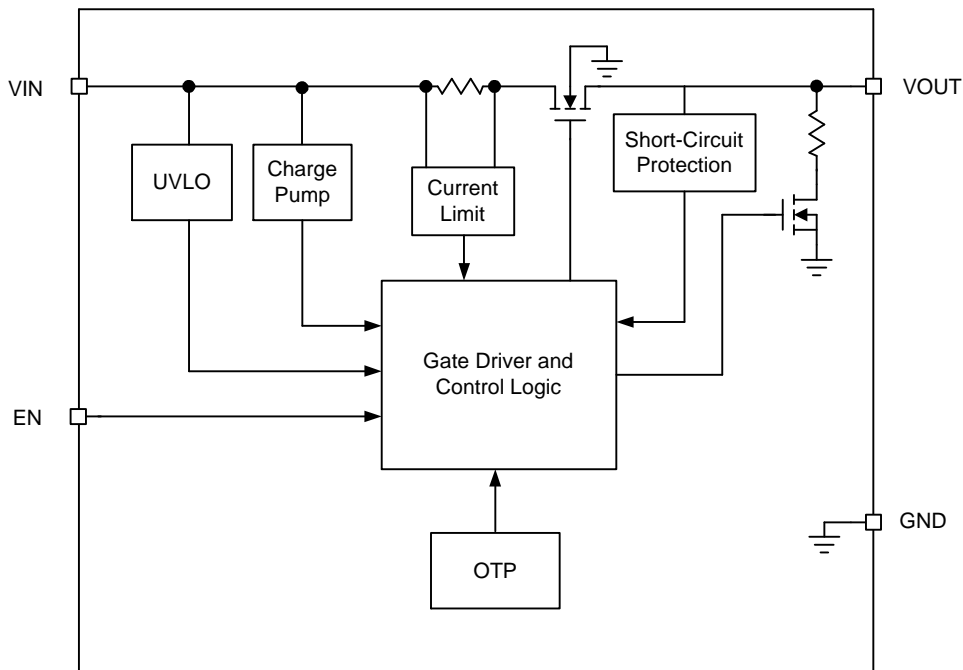 VIN
VOUT
UVLO
Charge
Pump
Current
Limit
Short-Circuit
Protection
Gate Driver and
Control Logic
EN
GND
OTP